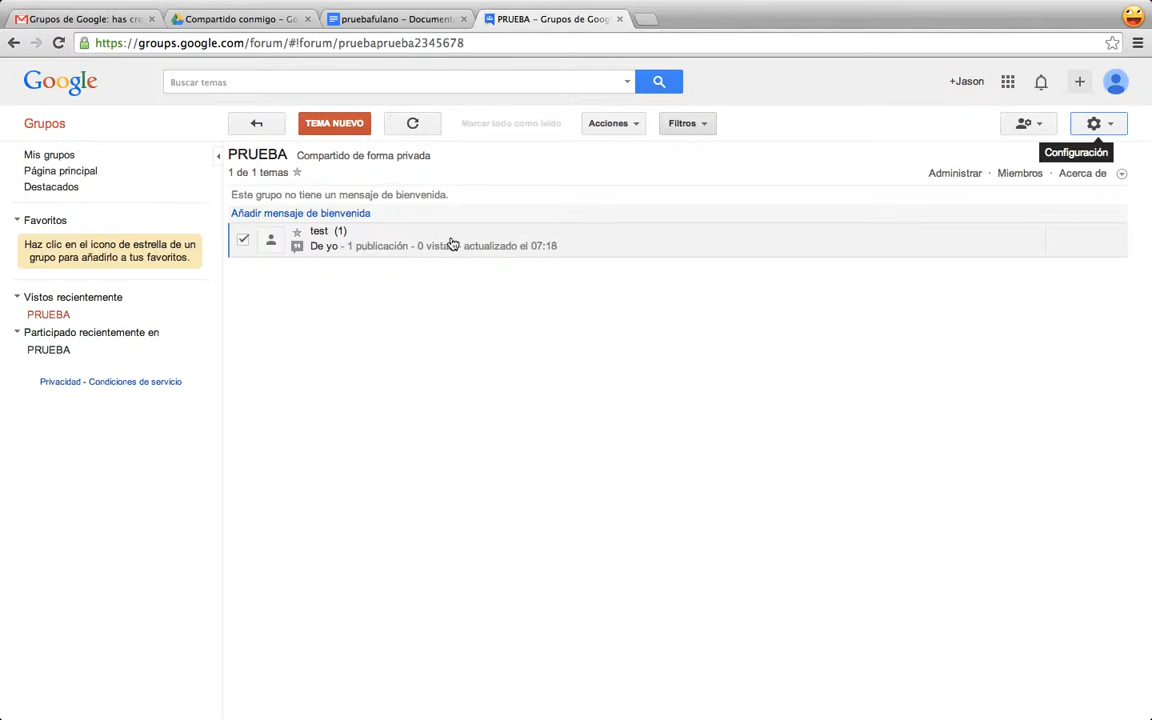 Grupos de Google: has cre
Compartido conmigo – Go
pruebafulano – Document
PRUEBA – Grupos de Goog
https://groups.google.com/forum/#!forum/pruebaprueba2345678
Google
Buscar temas
+Jason
Grupos
TEMA NUEVO
Marcar todo como leído
Acciones
Filtros
Configuración
Mis grupos
Página principal
Destacados
Favoritos
Haz clic en el icono de estrella de un
grupo para añadirlo a tus favoritos.
Vistos recientemente
PRUEBA
Participado recientemente en
PRUEBA
Privacidad - Condiciones de servicio
PRUEBA Compartido de forma privada
1 de 1 temas
Administrar · Miembros · Acerca de
Este grupo no tiene un mensaje de bienvenida.
Añadir mensaje de bienvenida
test (1)
De yo - 1 publicación - 0 vistas - actualizado el 07:18